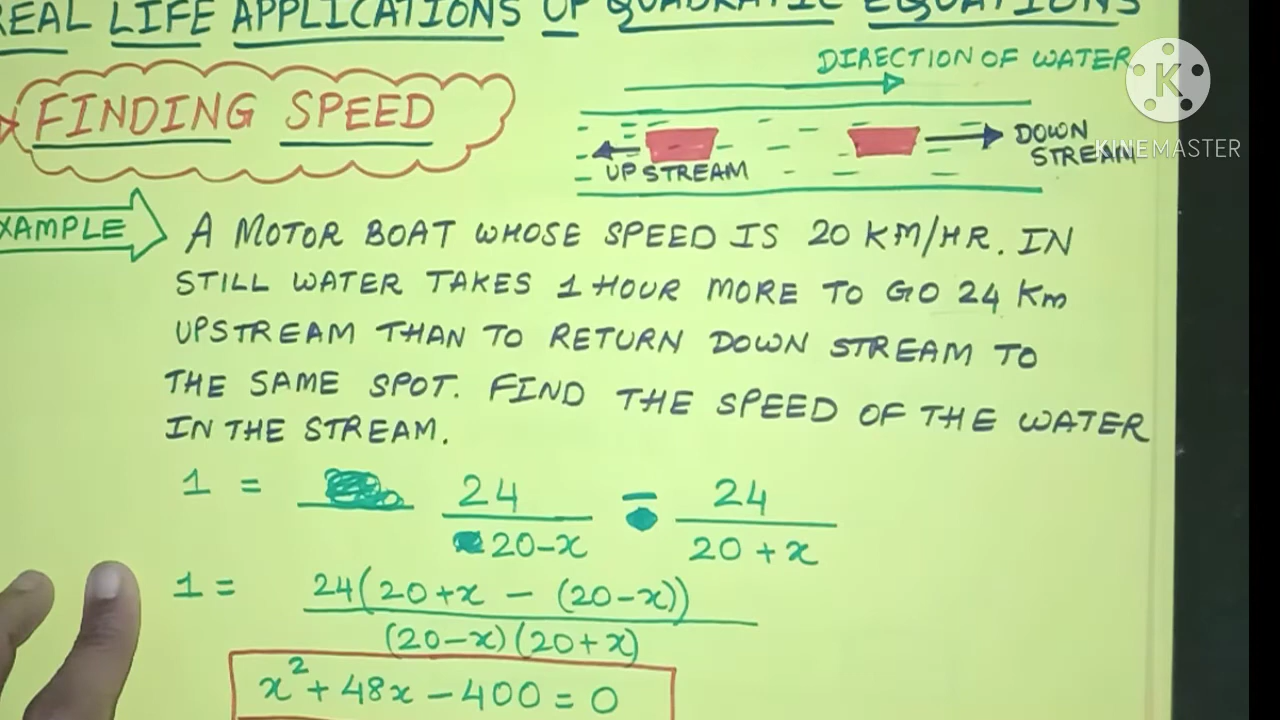 REAL LIFE APPLICATIONS OF QUADRATIC EQUATIONS
DIRECTION OF WATER
K
KINEMASTER
FINDING SPEED
UP STREAM
DOWN
STREAM
EXAMPLE
A MOTOR BOAT WHOSE SPEED IS 20 KM/HR. IN
STILL WATER TAKES 1 HOUR MORE TO GO 24 Km
UPSTREAM THAN TO RETURN DOWN STREAM TO
THE SAME SPOT. FIND THE SPEED OF THE WATER
IN THE STREAM.
1 = 24/20-x - 24/20+x
1 = 24(20+x - (20-x))/(20-x)(20+x)
x² + 48x - 400 = 0